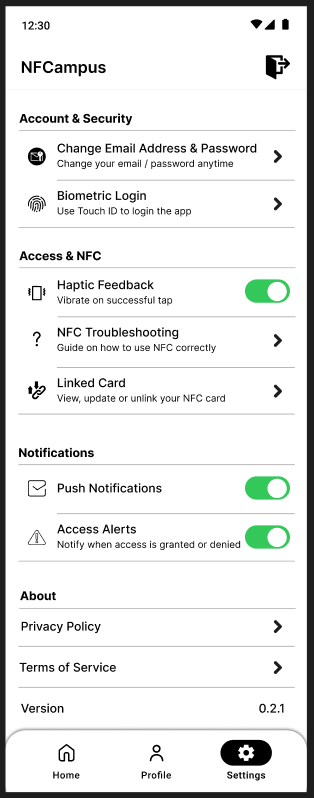 12:30
NFCampus
Account & Security
Change Email Address & Password
Change your email / password anytime
Biometric Login
Use Touch ID to login the app
Access & NFC
Haptic Feedback
Vibrate on successful tap
NFC Troubleshooting
Guide on how to use NFC correctly
Linked Card
View, update or unlink your NFC card
Notifications
Push Notifications
Access Alerts
Notify when access is granted or denied
About
Privacy Policy
Terms of Service
Version 0.2.1
Home Profile Settings